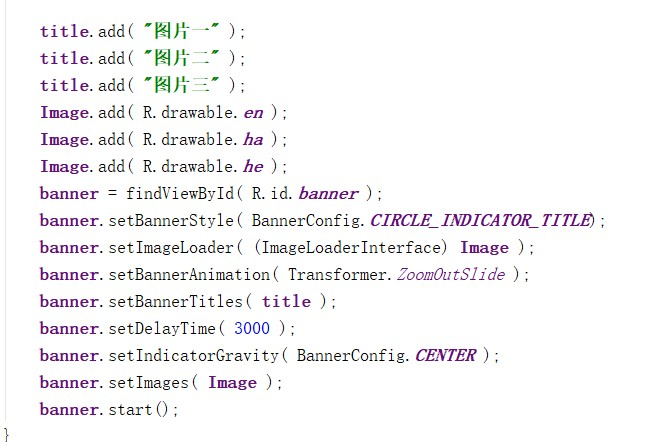 title.add( "图片一" );
title.add( "图片二" );
title.add( "图片三" );
Image.add( R.drawable.en );
Image.add( R.drawable.ha );
Image.add( R.drawable.he );
banner = findViewById( R.id.banner );
banner.setBannerStyle( BannerConfig.CIRCLE_INDICATOR_TITLE);
banner.setImageLoader( (ImageLoaderInterface) Image );
banner.setBannerAnimation( Transformer.ZoomOutSlide );
banner.setBannerTitles( title );
banner.setDelayTime( 3000 );
banner.setIndicatorGravity( BannerConfig.CENTER );
banner.setImages( Image );
banner.start();
}